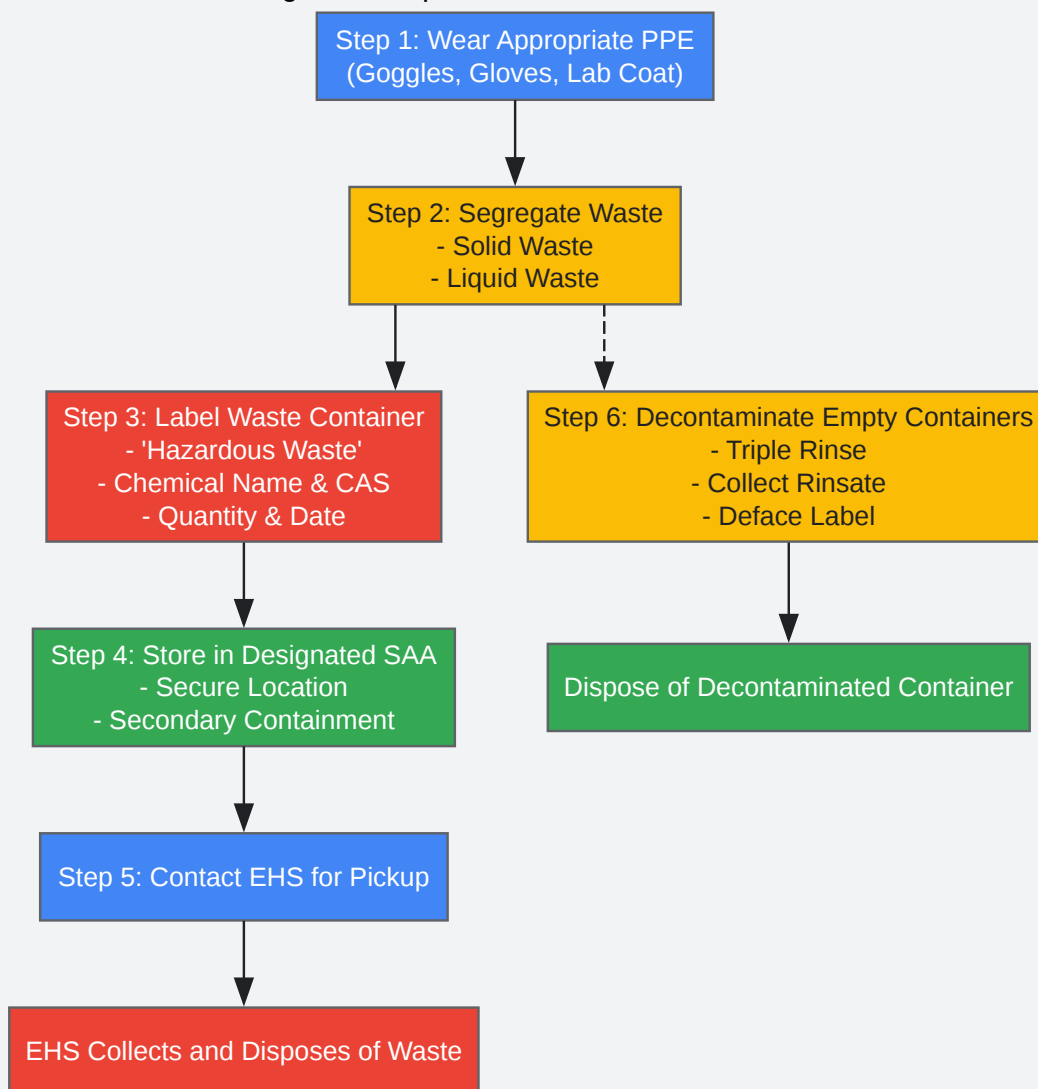 Step 1: Wear Appropriate PPE
(Goggles, Gloves, Lab Coat)
Step 2: Segregate Waste
- Solid Waste
- Liquid Waste
Step 3: Label Waste Container
- 'Hazardous Waste'
- Chemical Name & CAS
- Quantity & Date
Step 6: Decontaminate Empty Containers
- Triple Rinse
- Collect Rinsate
- Deface Label
Step 4: Store in Designated SAA
- Secure Location
- Secondary Containment
Dispose of Decontaminated Container
Step 5: Contact EHS for Pickup
EHS Collects and Disposes of Waste